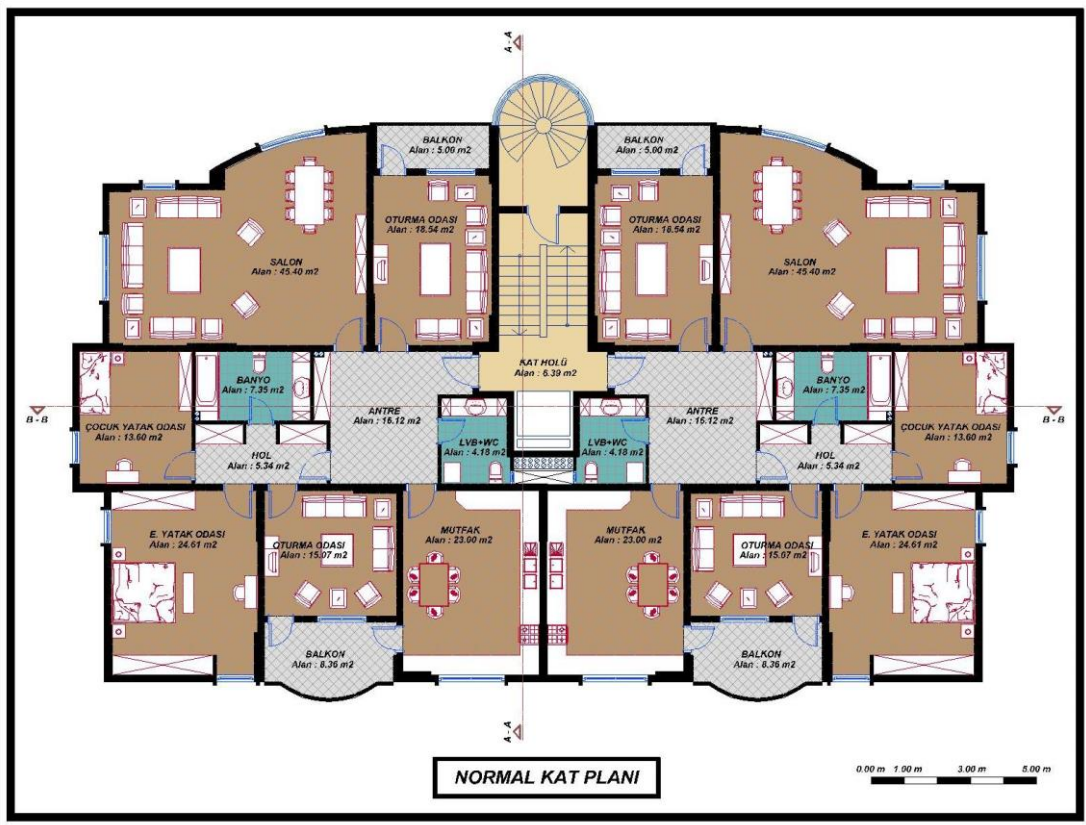 A - A
BALKON
Alan : 5.00 m2
BALKON
Alan : 5.00 m2
OTURMA ODASI
Alan : 18.54 m2
OTURMA ODASI
Alan : 18.54 m2
SALON
Alan : 45.40 m2
SALON
Alan : 45.40 m2
KAT HOLÜ
Alan : 6.39 m2
BANYO
Alan : 7.35 m2
BANYO
Alan : 7.35 m2
B - B
ANTRE
Alan : 16.12 m2
ANTRE
Alan : 16.12 m2
B - B
ÇOCUK YATAK ODASI
Alan : 13.60 m2
LVB+WC
Alan : 4.18 m2
LVB+WC
Alan : 4.18 m2
ÇOCUK YATAK ODASI
Alan : 13.60 m2
HOL
Alan : 5.34 m2
HOL
Alan : 5.34 m2
E. YATAK ODASI
Alan : 24.61 m2
OTURMA ODASI
Alan : 15.07 m2
MUTFAK
Alan : 23.00 m2
MUTFAK
Alan : 23.00 m2
OTURMA ODASI
Alan : 15.07 m2
E. YATAK ODASI
Alan : 24.61 m2
BALKON
Alan : 8.36 m2
BALKON
Alan : 8.36 m2
A - A
NORMAL KAT PLANI
0.00 m 1.00 m 3.00 m 5.00 m